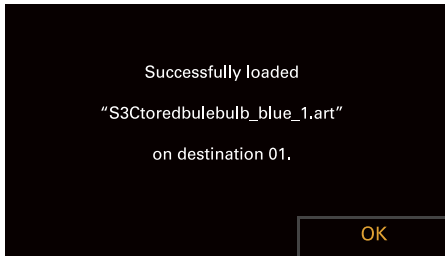 Successfully loaded
“S3Ctoredbulebulb_blue_1.art”
on destination 01.
OK